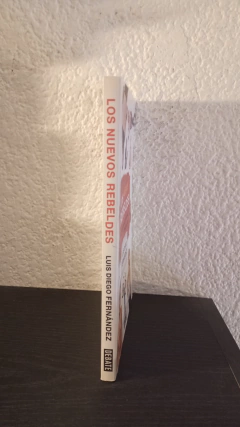 LOS NUEVOS REBELDES
LUIS DIEGO FERNÁNDEZ
DEBATE